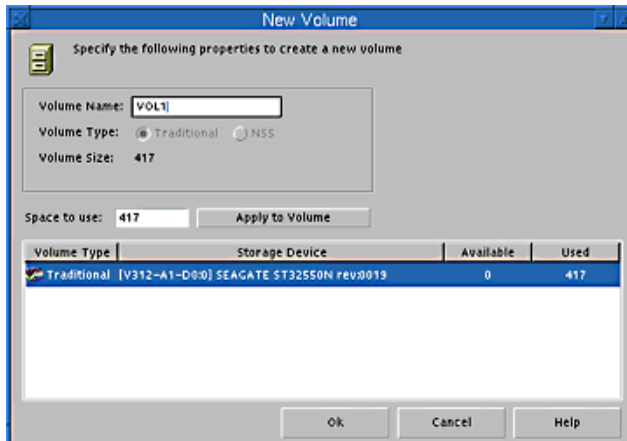 New Volume
Specify the following properties to create a new volume
Volume Name: VOL1
Volume Type: Traditional NSS
Volume Size: 417
Space to use: 417 Apply to Volume
Volume Type Storage Device Available Used
Traditional [V312-A1-D0:0] SEAGATE ST32550N rev:0019 0 417
Ok Cancel Help